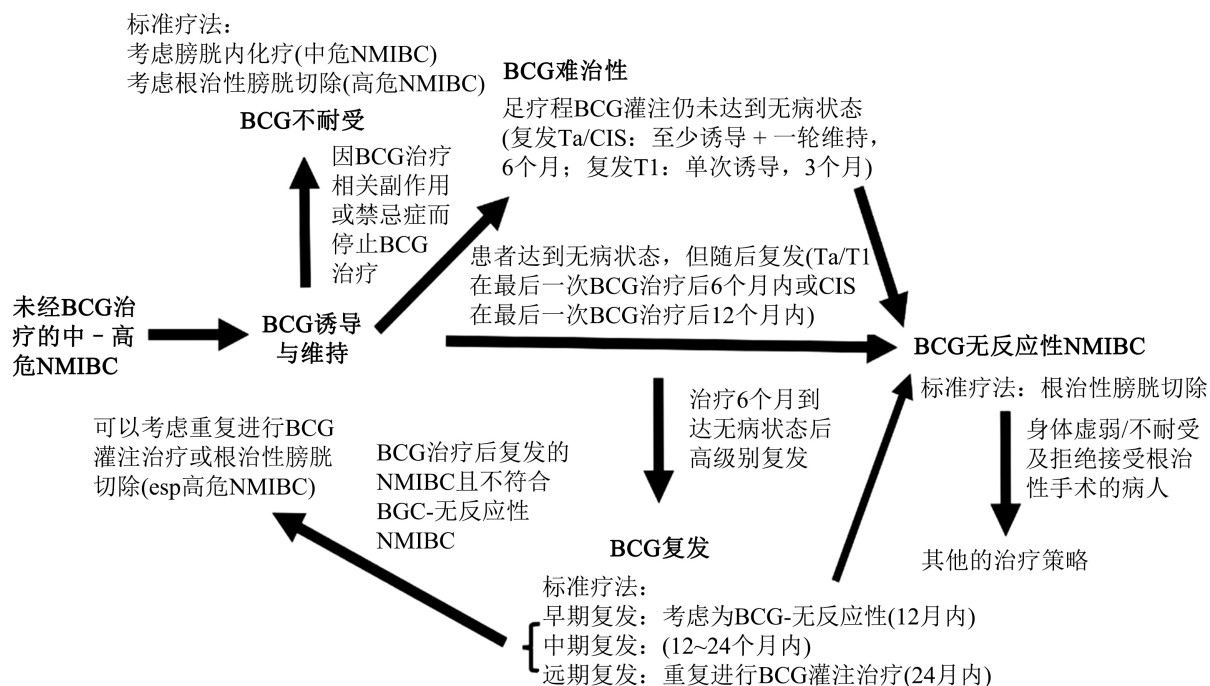 标准疗法：
考虑膀胱内化疗(中危NMIBC)
考虑根治性膀胱切除(高危NMIBC)
BCG不耐受
因BCG治疗
相关副作用
或禁忌症而
停止BCG
治疗
BCG难治性
足疗程BCG灌注仍未达到无病状态
(复发Ta/CIS：至少诱导 + 一轮维持，
6个月；复发T1：单次诱导，3个月)
患者达到无病状态，但随后复发(Ta/T1
在最后一次BCG治疗后6个月内或CIS
在最后一次BCG治疗后12个月内)
未经BCG治
疗的中–高
危NMIBC
BCG诱导
与维持
BCG无反应性NMIBC
标准疗法：根治性膀胱切除
身体虚弱/不耐受
及拒绝接受根治
性手术的病人
其他的治疗策略
治疗6个月到
达无病状态后
高级别复发
可以考虑重复进行BCG
灌注治疗或根治性膀胱
切除(esp高危NMIBC)
BCG治疗后复发的
NMIBC且不符合
BGC-无反应性
NMIBC
BCG复发
标准疗法：
早期复发：考虑为BCG-无反应性(12月内)
中期复发：(12~24个月内)
远期复发：重复进行BCG灌注治疗(24月内)